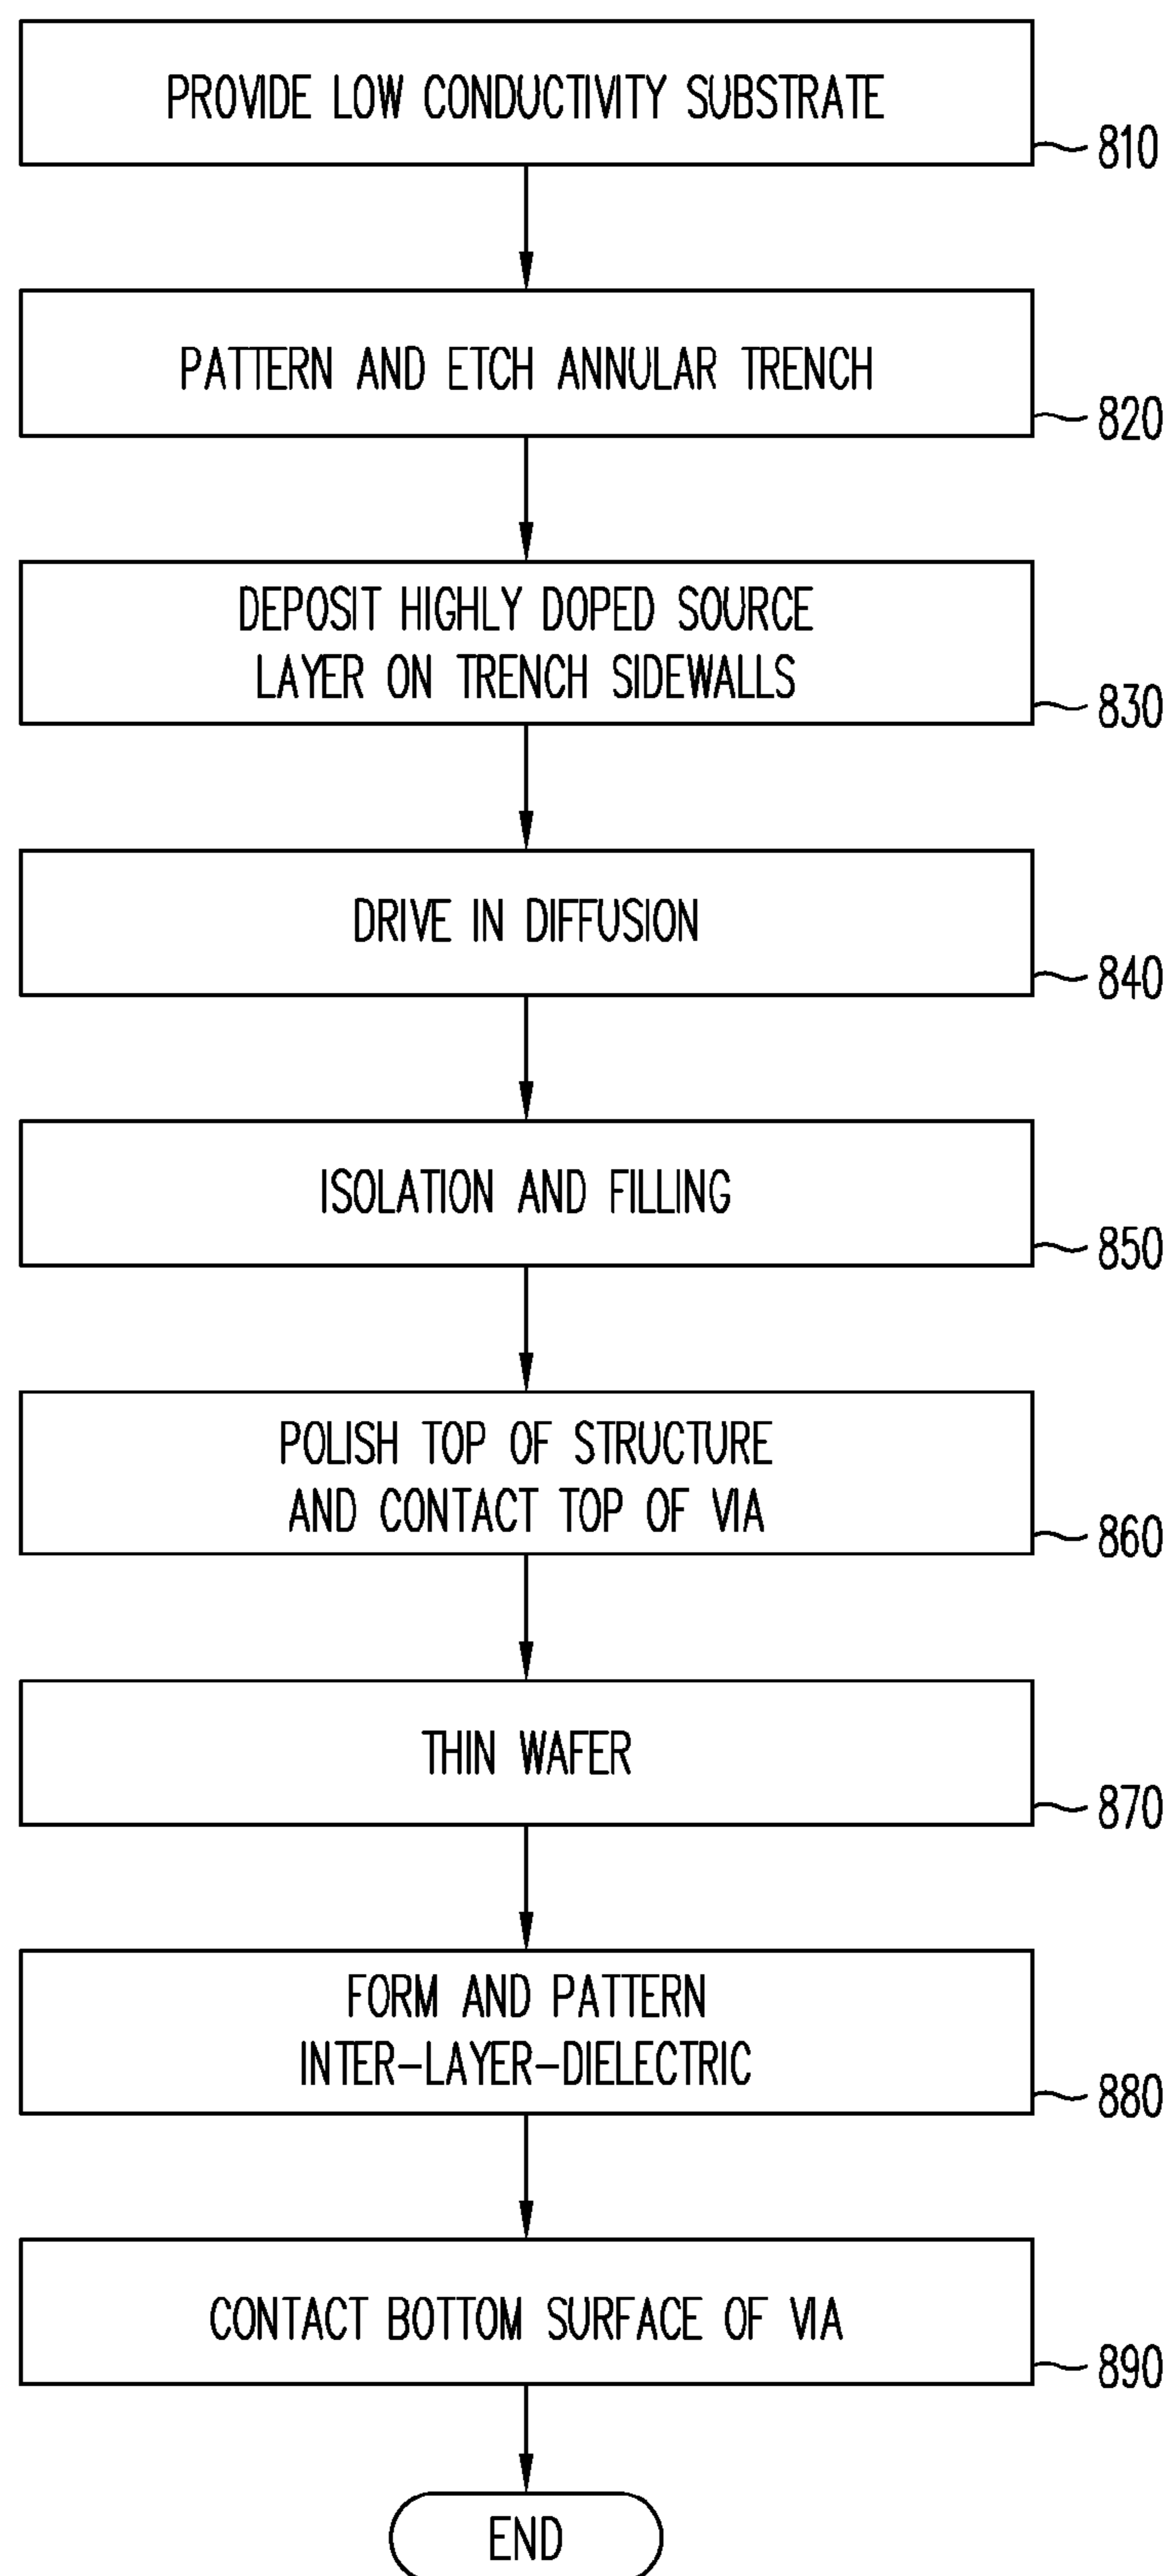 PROVIDE LOW CONDUCTIVITY SUBSTRATE
810
PATTERN AND ETCH ANNULAR TRENCH
820
DEPOSIT HIGHLY DOPED SOURCE
LAYER ON TRENCH SIDEWALLS
830
DRIVE IN DIFFUSION
840
ISOLATION AND FILLING
850
POLISH TOP OF STRUCTURE
AND CONTACT TOP OF VIA
860
THIN WAFER
870
FORM AND PATTERN
INTER-LAYER-DIELECTRIC
880
CONTACT BOTTOM SURFACE OF VIA
890
END